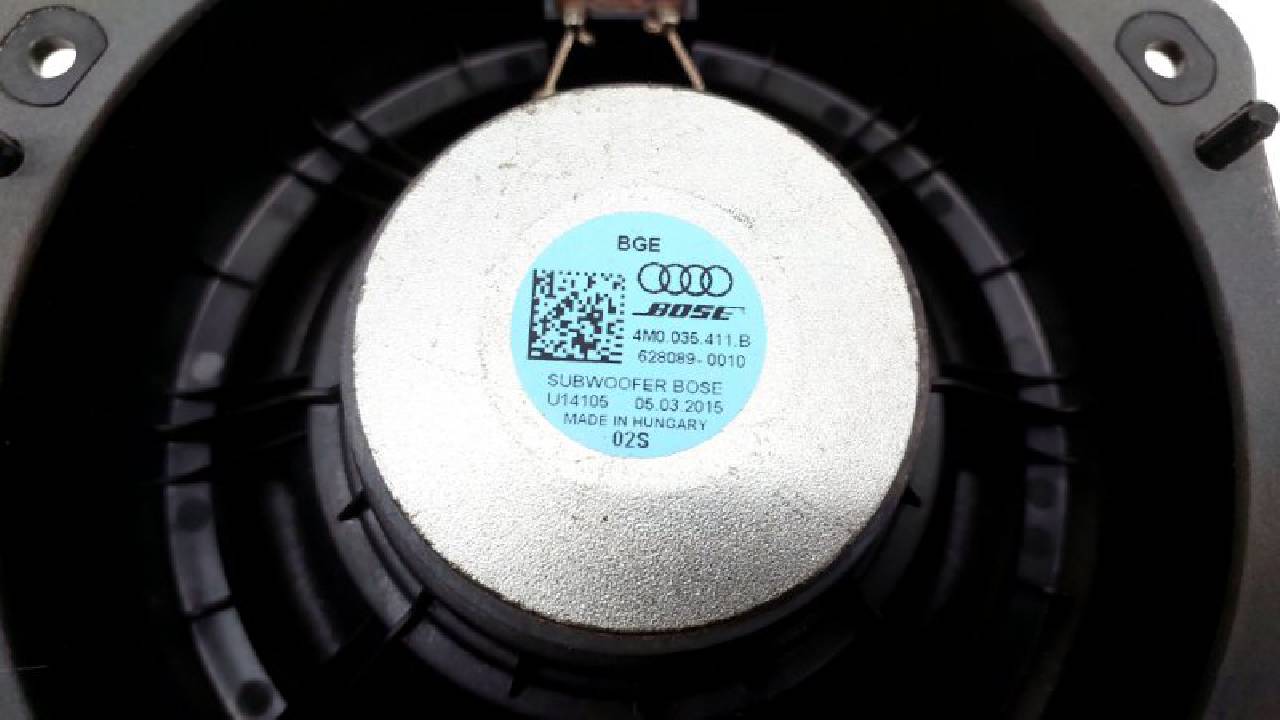 BGE
BOSE
4M0.035.411.B
628089-0010
SUBWOOFER BOSE
U14105 05.03.2015
MADE IN HUNGARY
02S